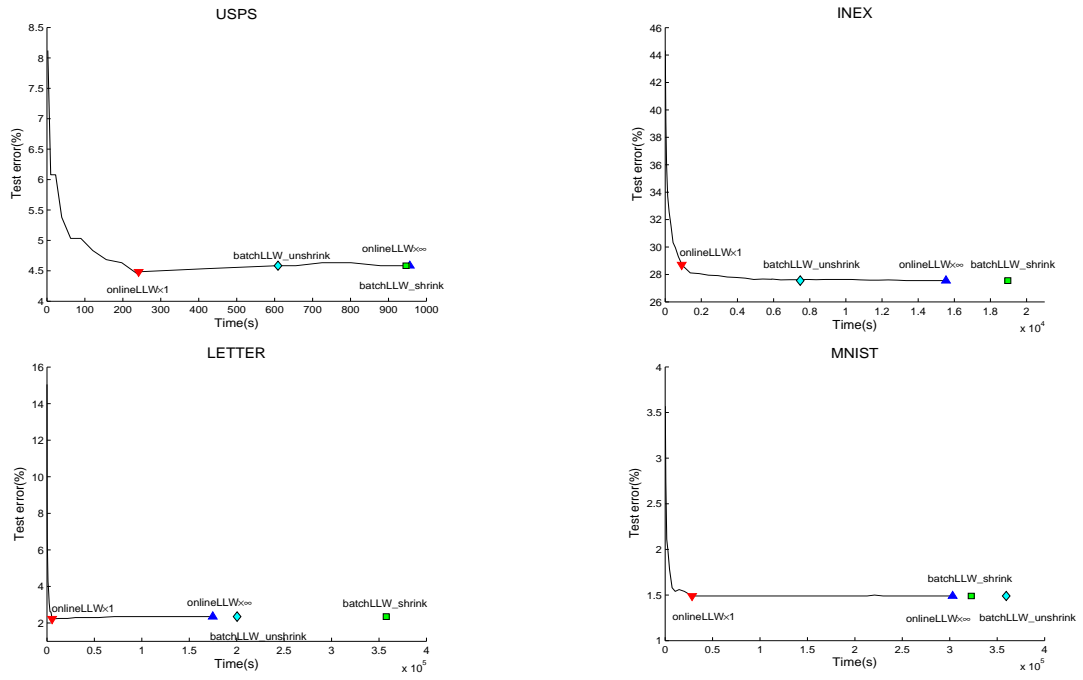 USPS
8.5
8
7.5
7
6.5
6
5.5
5
4.5
4
Test error(%)
onlineLLW×1
batchLLW_unshrink
onlineLLW×∞
batchLLW_shrink
0 100 200 300 400 500 600 700 800 900 1000
Time(s)
INEX
46
44
42
40
38
36
34
32
30
28
26
Test error(%)
onlineLLW×1
batchLLW_unshrink
onlineLLW×∞
batchLLW_shrink
0 0.2 0.4 0.6 0.8 1 1.2 1.4 1.6 1.8 2
Time(s)
x 10^4
LETTER
16
14
12
10
8
6
4
2
Test error(%)
onlineLLW×1
onlineLLW×∞
batchLLW_shrink
batchLLW_unshrink
0 0.5 1 1.5 2 2.5 3 3.5 4
Time(s)
x 10^5
MNIST
4
3.5
3
2.5
2
1.5
1
Test error(%)
batchLLW_shrink
onlineLLW×1
onlineLLW×∞
batchLLW_unshrink
0 0.5 1 1.5 2 2.5 3 3.5 4
Time(s)
x 10^5